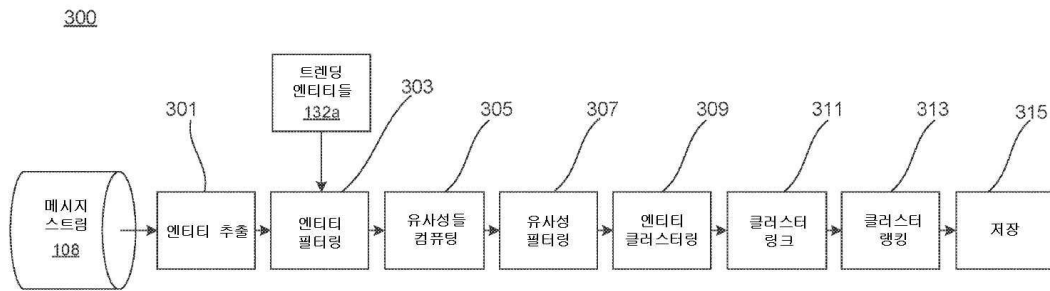 300
트렌딩
엔티티들
132a
301
303
305
307
309
311
313
315
메시지
스트림
108
엔티티 추출
엔티티
필터링
유사성들
컴퓨팅
유사성
필터링
엔티티
클러스터링
클러스터
링크
클러스터
랭킹
저장